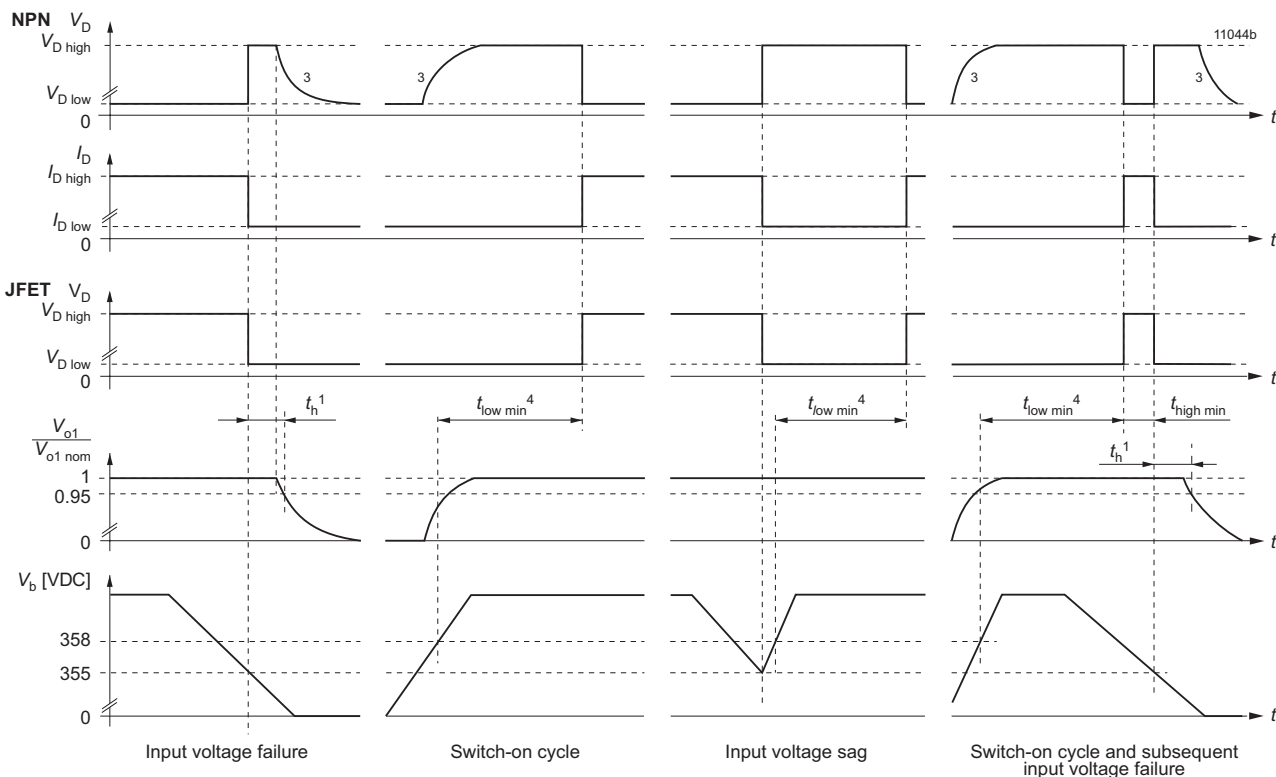 NPN V_D
V_D high
11044b
3
3
3
3
V_D low
0
t
I_D
I_D high
I_D low
0
t
JFET V_D
V_D high
V_D low
0
t
t_h^1
t_low min^4
t_low min^4
t_low min^4
t_high min
V_o1
V_o1 nom
t_h^1
1
0.95
0
t
V_b [VDC]
358
355
0
t
Input voltage failure
Switch-on cycle
Input voltage sag
Switch-on cycle and subsequent
input voltage failure